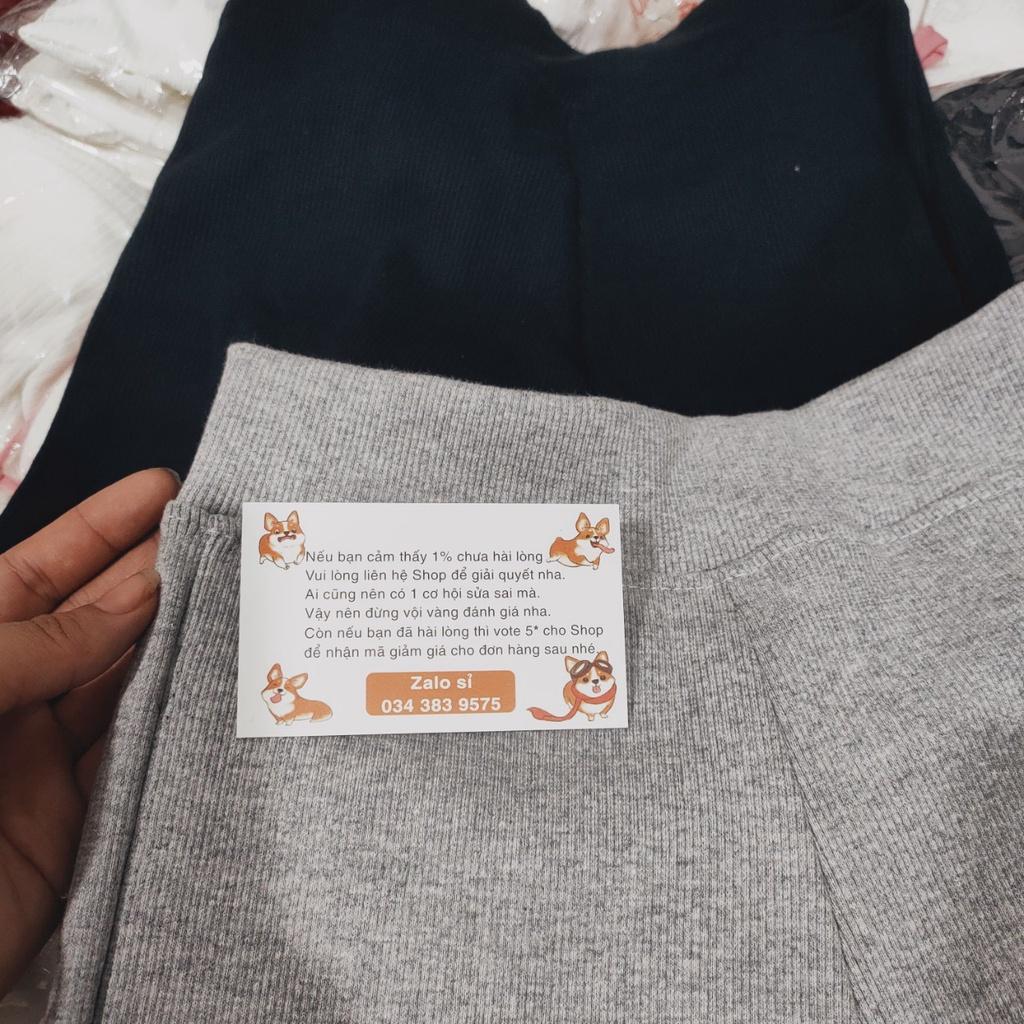 Nếu bạn cảm thấy 1% chưa hài lòng
Vui lòng liên hệ Shop để giải quyết nha.
Ai cũng nên có 1 cơ hội sửa sai mà.
Vậy nên đừng vội vàng đánh giá nha.
Còn nếu bạn đã hài lòng thì vote 5* cho Shop
để nhận mã giảm giá cho đơn hàng sau nhé.
Zalo sỉ
034 383 9575